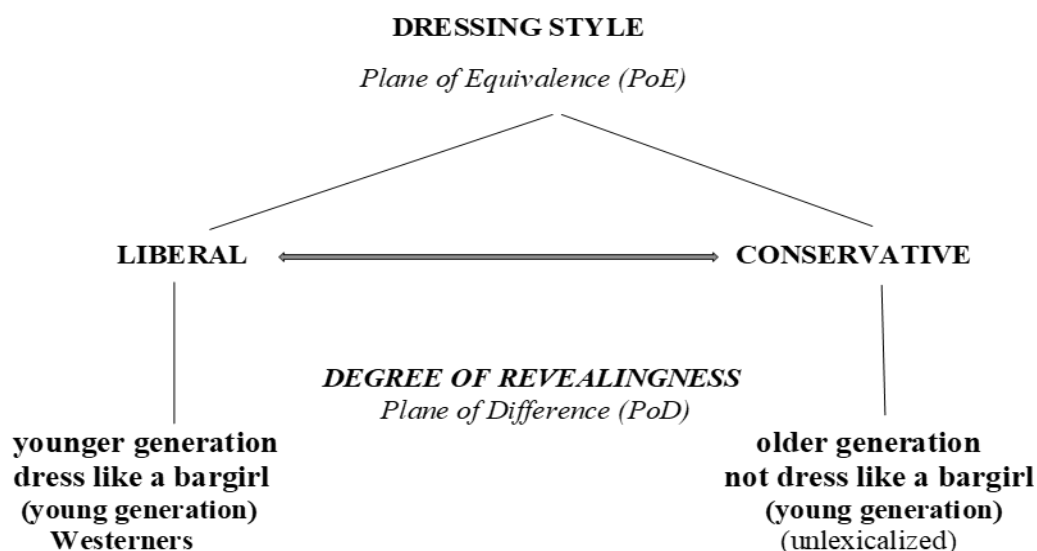 DRESSING STYLE
Plane of Equivalence (PoE)
LIBERAL
CONSERVATIVE
DEGREE OF REVEALINGNESS
Plane of Difference (PoD)
younger generation
dress like a bargirl
(young generation)
Westerners
older generation
not dress like a bargirl
(young generation)
(unlexicalized)